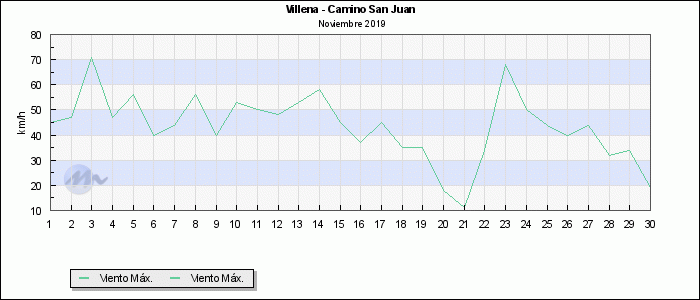 Villena - Camino San Juan
Noviembre 2019
km/h
80
70
60
50
40
30
20
10
1 2 3 4 5 6 7 8 9 10 11 12 13 14 15 16 17 18 19 20 21 22 23 24 25 26 27 28 29 30
Viento Máx. Viento Máx.